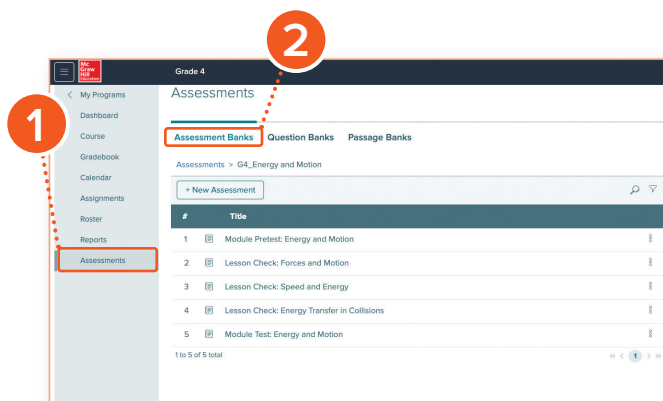 2
Mc
Graw
Hill
Education
Grade 4
My Programs
Assessments
Dashboard
1
Course
Assessment Banks Question Banks Passage Banks
Gradebook
Assessments > G4_Energy and Motion
Calendar
+ New Assessment
Assignments
# Title
Roster
Reports
1 Module Pretest: Energy and Motion
Assessments
2 Lesson Check: Forces and Motion
3 Lesson Check: Speed and Energy
4 Lesson Check: Energy Transfer in Collisions
5 Module Test: Energy and Motion
1 to 5 of 5 total
1